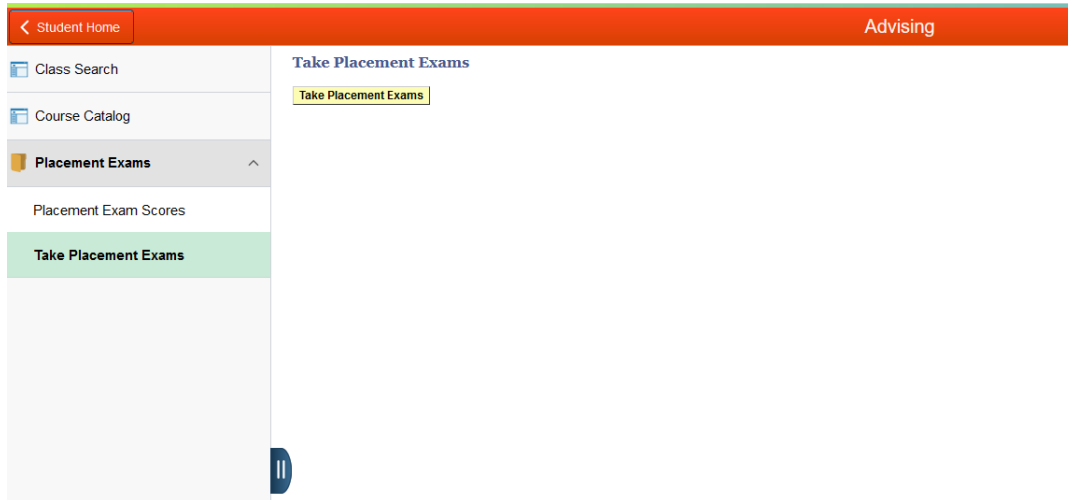 Student Home
Advising
Class Search
Course Catalog
Placement Exams
Placement Exam Scores
Take Placement Exams
Take Placement Exams
Take Placement Exams